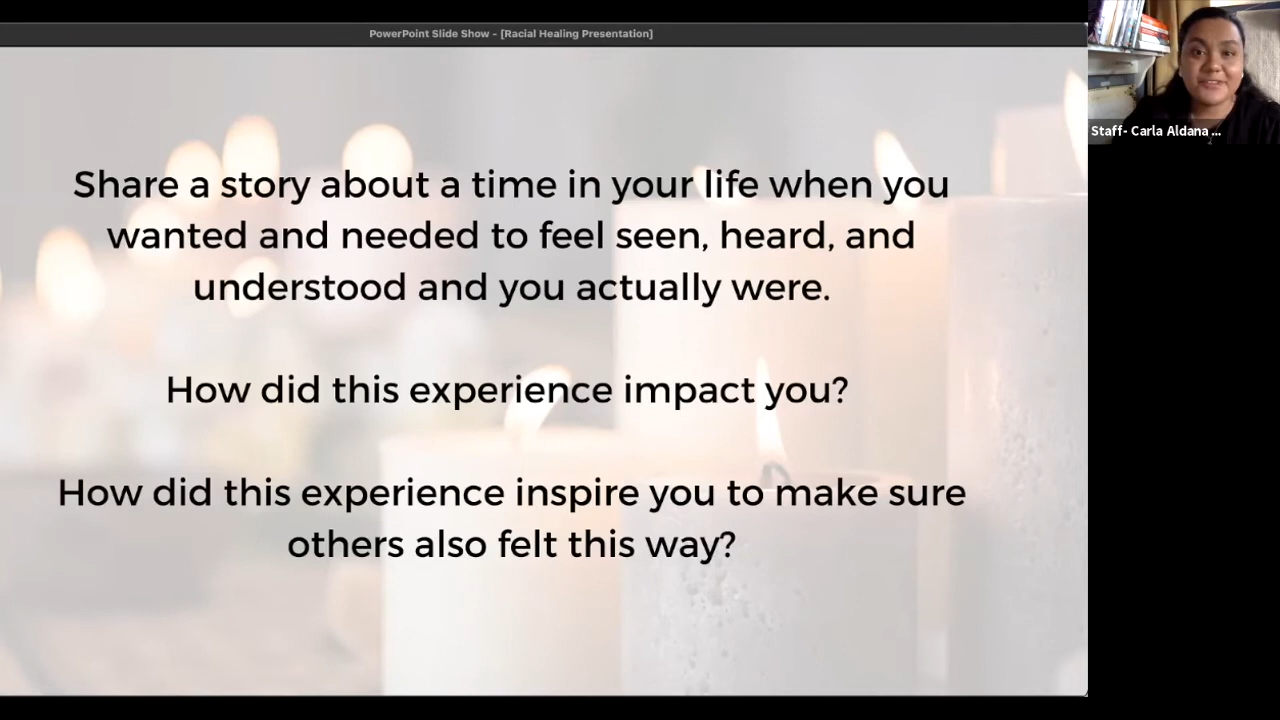 PowerPoint Slide Show - [Racial Healing Presentation]
Staff- Carla Aldana ...
Share a story about a time in your life when you
wanted and needed to feel seen, heard, and
understood and you actually were.
How did this experience impact you?
How did this experience inspire you to make sure
others also felt this way?